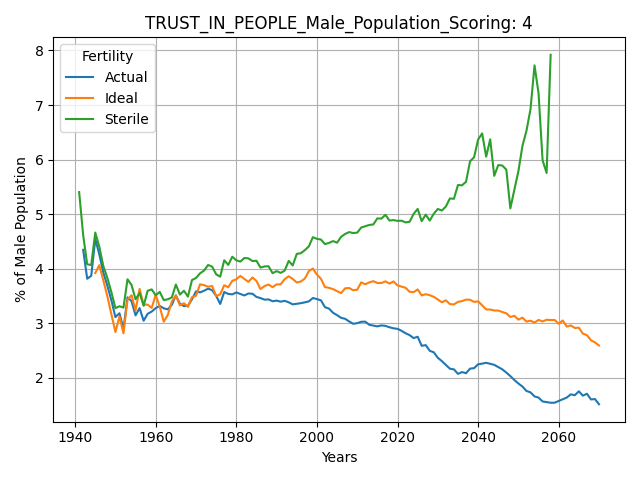 TRUST_IN_PEOPLE_Male_Population_Scoring: 4
Fertility
Actual
Ideal
Sterile
% of Male Population
8
7
6
5
4
3
2
1940 1960 1980 2000 2020 2040 2060
Years